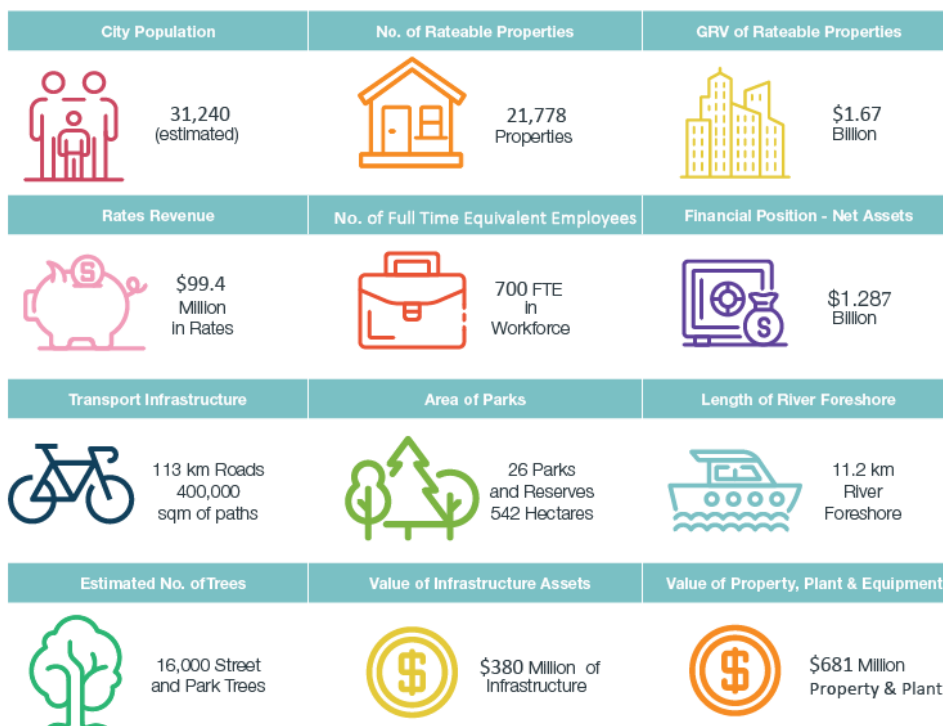 City Population
No. of Rateable Properties
GRV of Rateable Properties
31,240
(estimated)
21,778
Properties
$1.67
Billion
Rates Revenue
No. of Full Time Equivalent Employees
Financial Position - Net Assets
$99.4
Million
in Rates
700 FTE
in
Workforce
$1.287
Billion
Transport Infrastructure
Area of Parks
Length of River Foreshore
113 km Roads
400,000
sqm of paths
26 Parks
and Reserves
542 Hectares
11.2 km
River
Foreshore
Estimated No. of Trees
Value of Infrastructure Assets
Value of Property, Plant & Equipment
16,000 Street
and Park Trees
$380 Million of
Infrastructure
$681 Million
Property & Plant